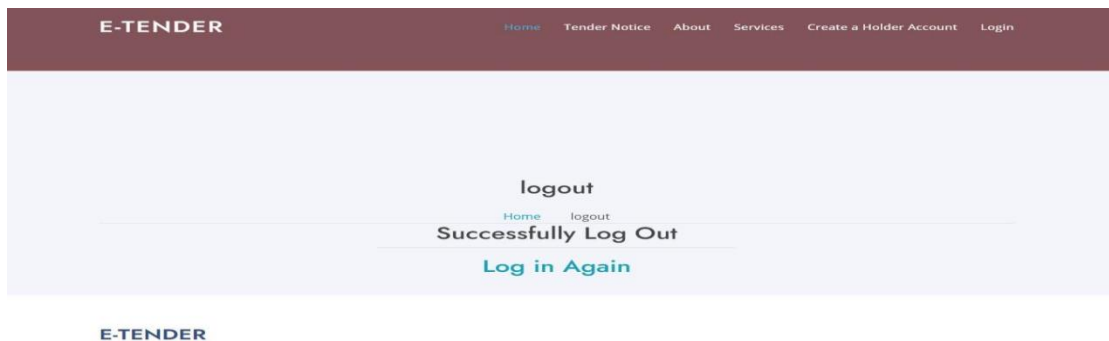 E-TENDER Home Tender Notice About Services Create a Holder Account Login
logout
Home logout
Successfully Log Out
Log in Again
E-TENDER